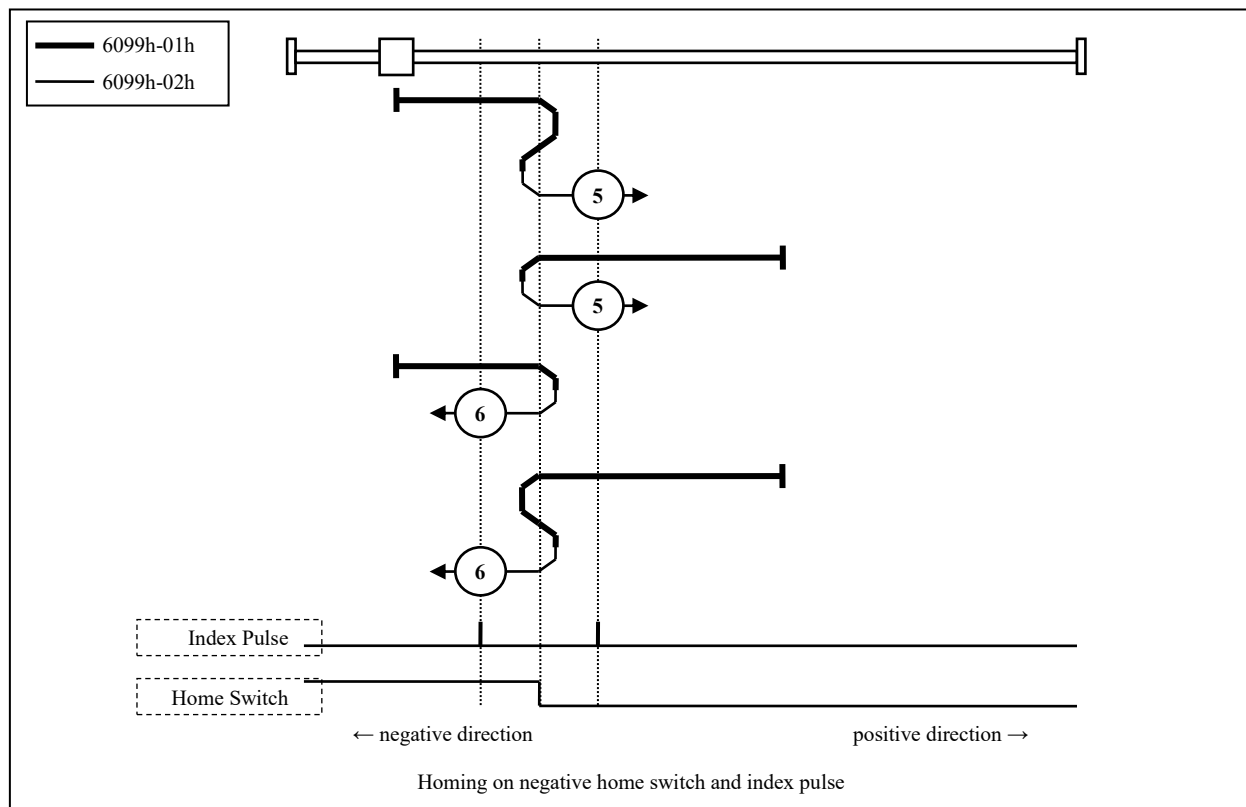 6099h-01h
6099h-02h
5
5
6
6
Index Pulse
Home Switch
← negative direction
positive direction →
Homing on negative home switch and index pulse